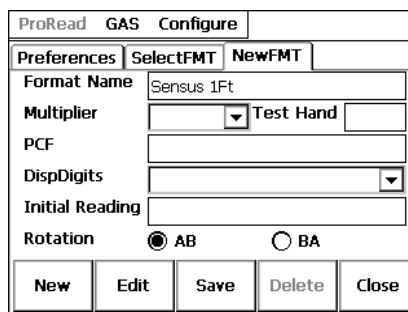 ProRead GAS Configure
Preferences SelectFMT NewFMT
Format Name Sensus 1Ft
Multiplier Test Hand
PCF
DispDigits
Initial Reading
Rotation AB BA
New Edit Save Delete Close